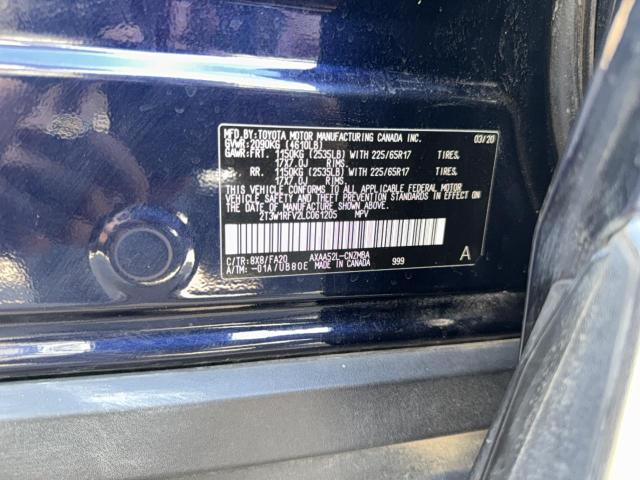 MFD.BY:TOYOTA MOTOR MANUFACTURING CANADA INC. 03/20
GVWR:2090KG (4610LB)
GAWR:FRT. 1150KG (2535LB) WITH 225/65R17 TIRES,
17X7.0J RIMS.
RR. 1150KG (2535LB) WITH 225/65R17 TIRES,
17X7.0J RIMS.
THIS VEHICLE CONFORMS TO ALL APPLICABLE FEDERAL MOTOR
VEHICLE SAFETY AND THEFT PREVENTION STANDARDS IN EFFECT
ON THE DATE OF MANUFACTURE SHOWN ABOVE.
2T3W1RFV2LC061205 MPV
C/TR: 8X8/FA20 AXAA52L-CNZMBA 999 A
A/TM: -01A/UB80E MADE IN CANADA